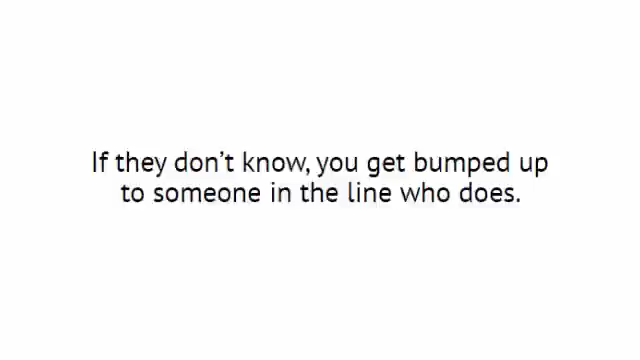 If they don’t know, you get bumped up
to someone in the line who does.